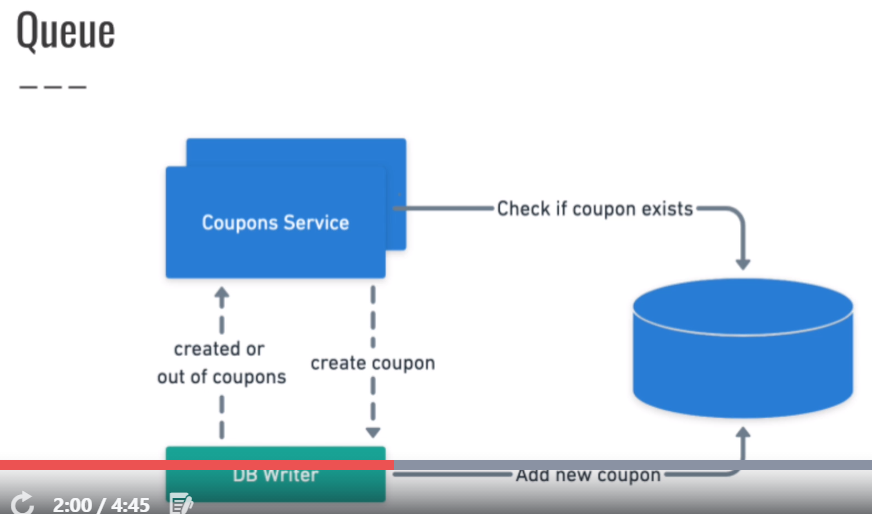 Queue
Coupons Service
Check if coupon exists
created or
out of coupons
create coupon
DB Writer
Add new coupon
2:00 / 4:45